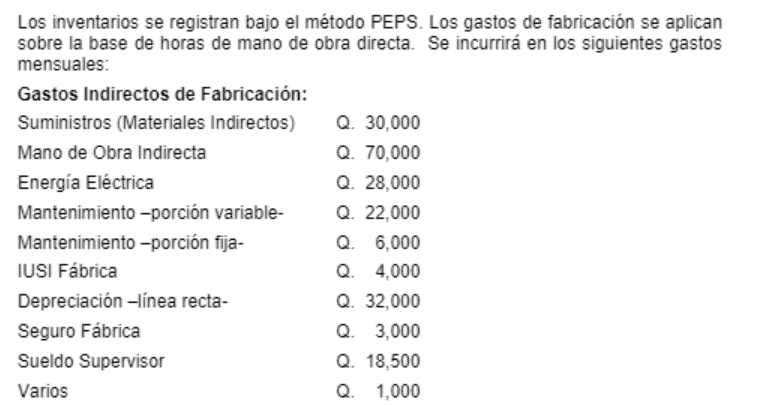 Los inventarios se registran bajo el método PEPS. Los gastos de fabricación se aplican
sobre la base de horas de mano de obra directa. Se incurrirá en los siguientes gastos
mensuales:
Gastos Indirectos de Fabricación:
Suministros (Materiales Indirectos) Q. 30,000
Mano de Obra Indirecta Q. 70,000
Energía Eléctrica Q. 28,000
Mantenimiento –porción variable- Q. 22,000
Mantenimiento –porción fija- Q. 6,000
IUSI Fábrica Q. 4,000
Depreciación –línea recta- Q. 32,000
Seguro Fábrica Q. 3,000
Sueldo Supervisor Q. 18,500
Varios Q. 1,000